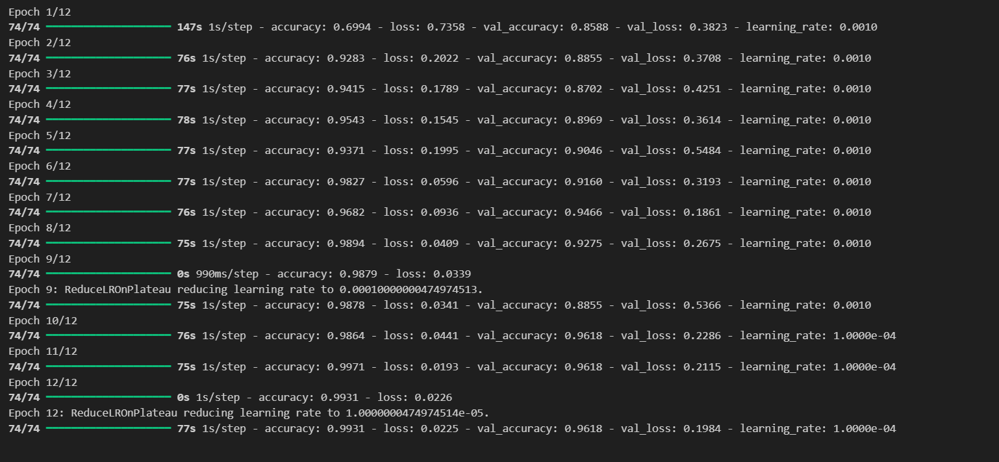 Epoch 1/12
74/74 147s 1s/step - accuracy: 0.6994 - loss: 0.7358 - val_accuracy: 0.8588 - val_loss: 0.3823 - learning_rate: 0.0010
Epoch 2/12
74/74 76s 1s/step - accuracy: 0.9283 - loss: 0.2022 - val_accuracy: 0.8855 - val_loss: 0.3708 - learning_rate: 0.0010
Epoch 3/12
74/74 77s 1s/step - accuracy: 0.9415 - loss: 0.1789 - val_accuracy: 0.8702 - val_loss: 0.4251 - learning_rate: 0.0010
Epoch 4/12
74/74 78s 1s/step - accuracy: 0.9543 - loss: 0.1545 - val_accuracy: 0.8969 - val_loss: 0.3614 - learning_rate: 0.0010
Epoch 5/12
74/74 77s 1s/step - accuracy: 0.9371 - loss: 0.1995 - val_accuracy: 0.9046 - val_loss: 0.5484 - learning_rate: 0.0010
Epoch 6/12
74/74 77s 1s/step - accuracy: 0.9827 - loss: 0.0596 - val_accuracy: 0.9160 - val_loss: 0.3193 - learning_rate: 0.0010
Epoch 7/12
74/74 76s 1s/step - accuracy: 0.9682 - loss: 0.0936 - val_accuracy: 0.9466 - val_loss: 0.1861 - learning_rate: 0.0010
Epoch 8/12
74/74 75s 1s/step - accuracy: 0.9894 - loss: 0.0409 - val_accuracy: 0.9275 - val_loss: 0.2675 - learning_rate: 0.0010
Epoch 9/12
74/74 0s 990ms/step - accuracy: 0.9879 - loss: 0.0339
Epoch 9: ReduceLROnPlateau reducing learning rate to 0.00010000000474974513.
74/74 75s 1s/step - accuracy: 0.9878 - loss: 0.0341 - val_accuracy: 0.8855 - val_loss: 0.5366 - learning_rate: 0.0010
Epoch 10/12
74/74 76s 1s/step - accuracy: 0.9864 - loss: 0.0441 - val_accuracy: 0.9618 - val_loss: 0.2286 - learning_rate: 1.0000e-04
Epoch 11/12
74/74 75s 1s/step - accuracy: 0.9971 - loss: 0.0193 - val_accuracy: 0.9618 - val_loss: 0.2115 - learning_rate: 1.0000e-04
Epoch 12/12
74/74 0s 1s/step - accuracy: 0.9931 - loss: 0.0226
Epoch 12: ReduceLROnPlateau reducing learning rate to 1.0000000474974514e-05.
74/74 77s 1s/step - accuracy: 0.9931 - loss: 0.0225 - val_accuracy: 0.9618 - val_loss: 0.1984 - learning_rate: 1.0000e-04